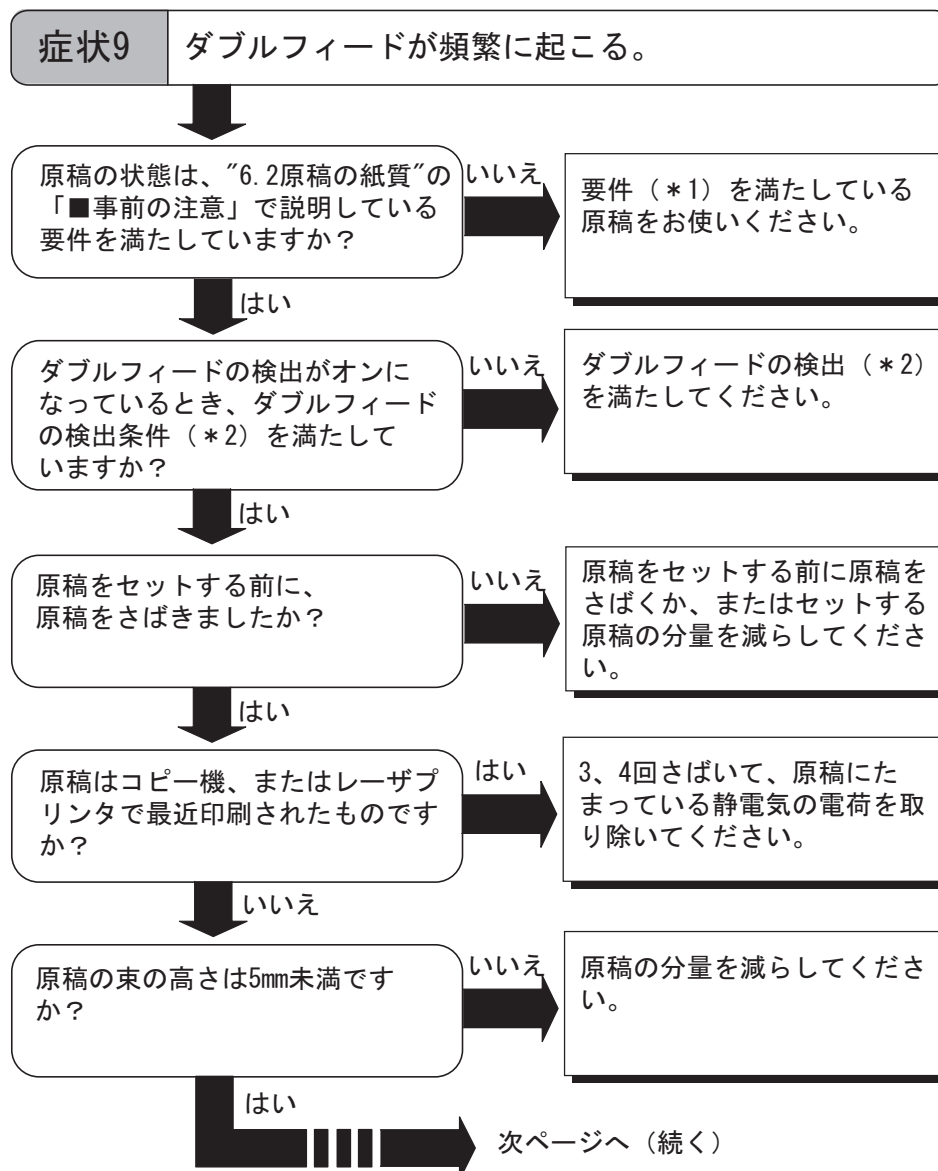 症状9
ダブルフィードが頻繁に起こる。
原稿の状態は、"6.2原稿の紙質"の
「■事前の注意」で説明している
要件を満たしていますか？
いいえ
要件（＊1）を満たしている
原稿をお使いください。
はい
ダブルフィードの検出がオンに
なっているとき、ダブルフィード
の検出条件（＊2）を満たして
いますか？
いいえ
ダブルフィードの検出（＊2）
を満たしてください。
はい
原稿をセットする前に、
原稿をさばきましたか？
いいえ
原稿をセットする前に原稿を
さばくか、またはセットする
原稿の分量を減らしてくださ
い。
はい
原稿はコピー機、またはレーザプ
リンタで最近印刷されたものです
か？
はい
3、4回さばいて、原稿にた
まっている静電気の電荷を取
り除いてください。
いいえ
原稿の束の高さは5mm未満です
か？
いいえ
原稿の分量を減らしてくださ
い。
はい
次ページへ（続く）